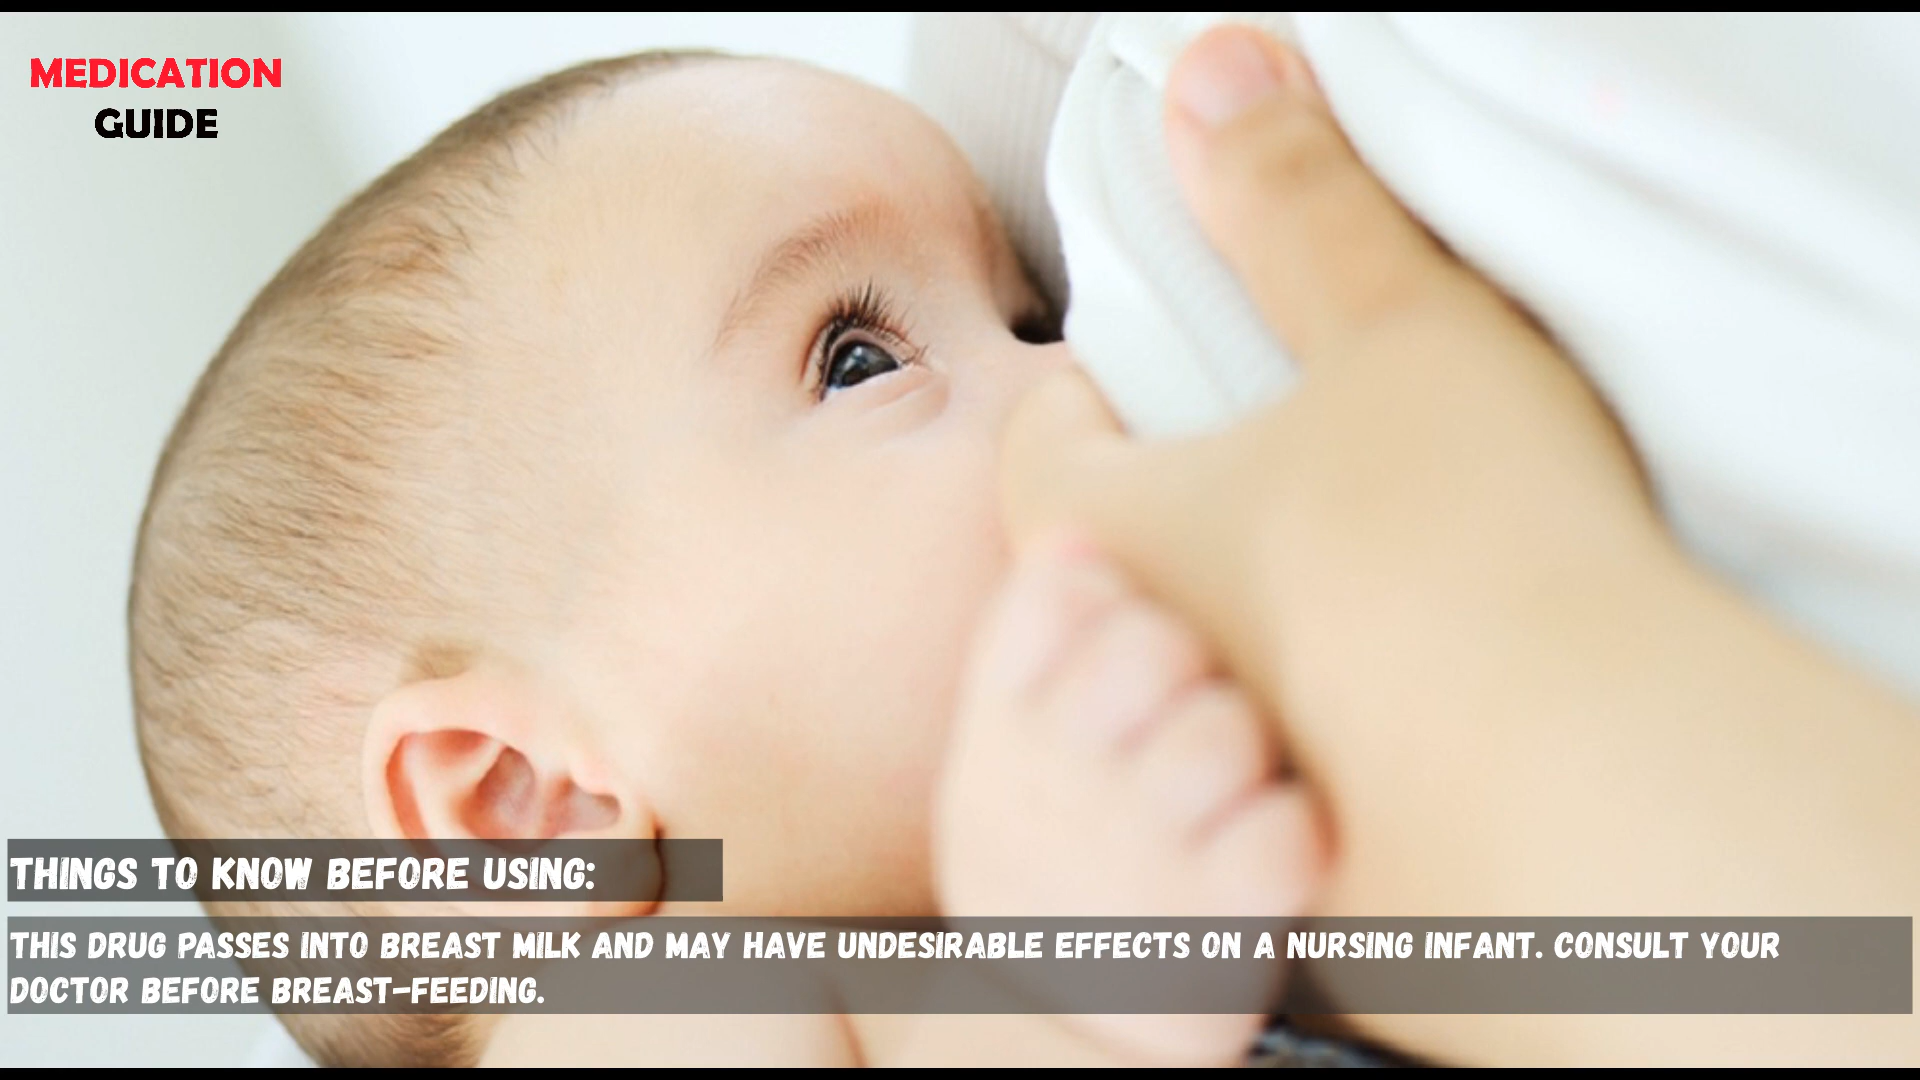 MEDICATION
GUIDE
THINGS TO KNOW BEFORE USING:
THIS DRUG PASSES INTO BREAST MILK AND MAY HAVE UNDESIRABLE EFFECTS ON A NURSING INFANT. CONSULT YOUR
DOCTOR BEFORE BREAST-FEEDING.